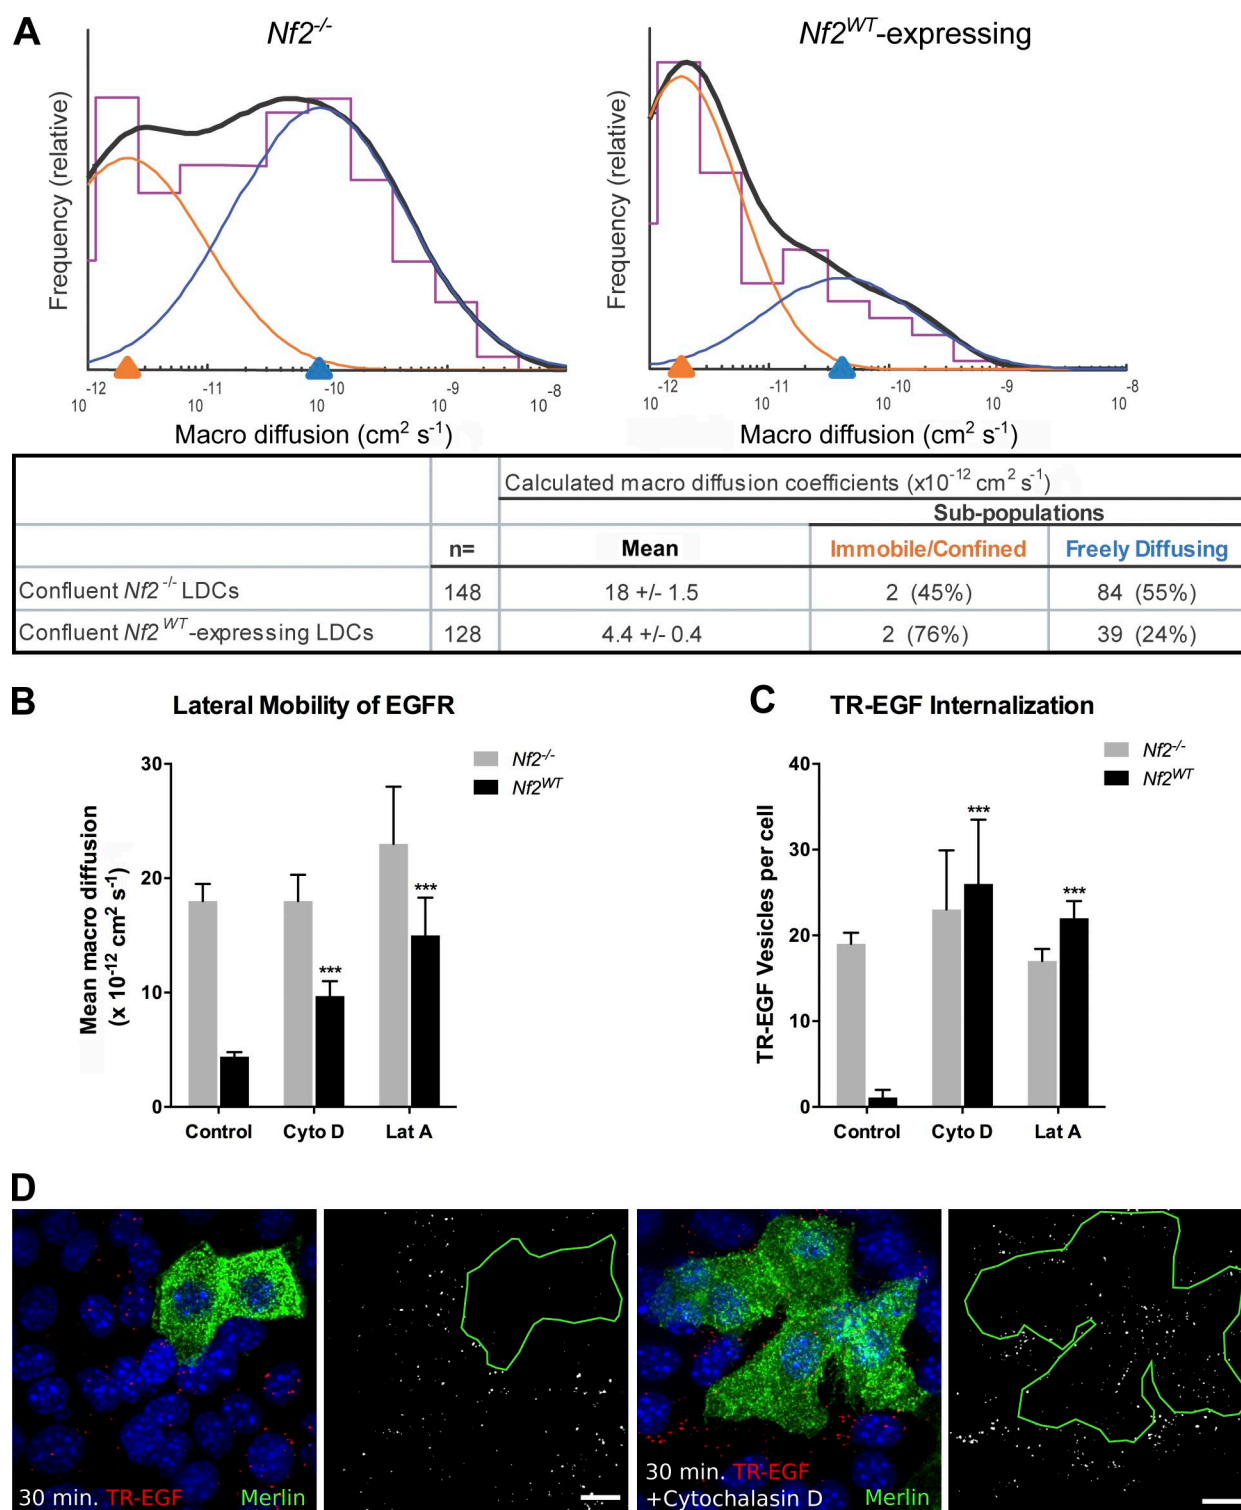 A
Nf2-/-
Nf2WT-expressing
Frequency (relative)
Frequency (relative)
10-12 10-11 10-10 10-9 10-8
10-12 10-11 10-10 10-9 10-8
Macro diffusion (cm2 s-1)
Macro diffusion (cm2 s-1)
Calculated macro diffusion coefficients (x10-12 cm2 s-1)
Sub-populations
n= Mean Immobile/Confined Freely Diffusing
Confluent Nf2-/- LDCs 148 18 +/- 1.5 2 (45%) 84 (55%)
Confluent Nf2WT-expressing LDCs 128 4.4 +/- 0.4 2 (76%) 39 (24%)
B
Lateral Mobility of EGFR
Nf2-/-
Nf2WT
Mean macro diffusion
(x 10-12 cm2 s-1)
30
20
10
0
***
***
Control Cyto D Lat A
C
TR-EGF Internalization
Nf2-/-
Nf2WT
TR-EGF Vesicles per cell
40
30
20
10
0
***
***
Control Cyto D Lat A
D
30 min. TR-EGF Merlin
30 min. TR-EGF
+Cytochalasin D Merlin